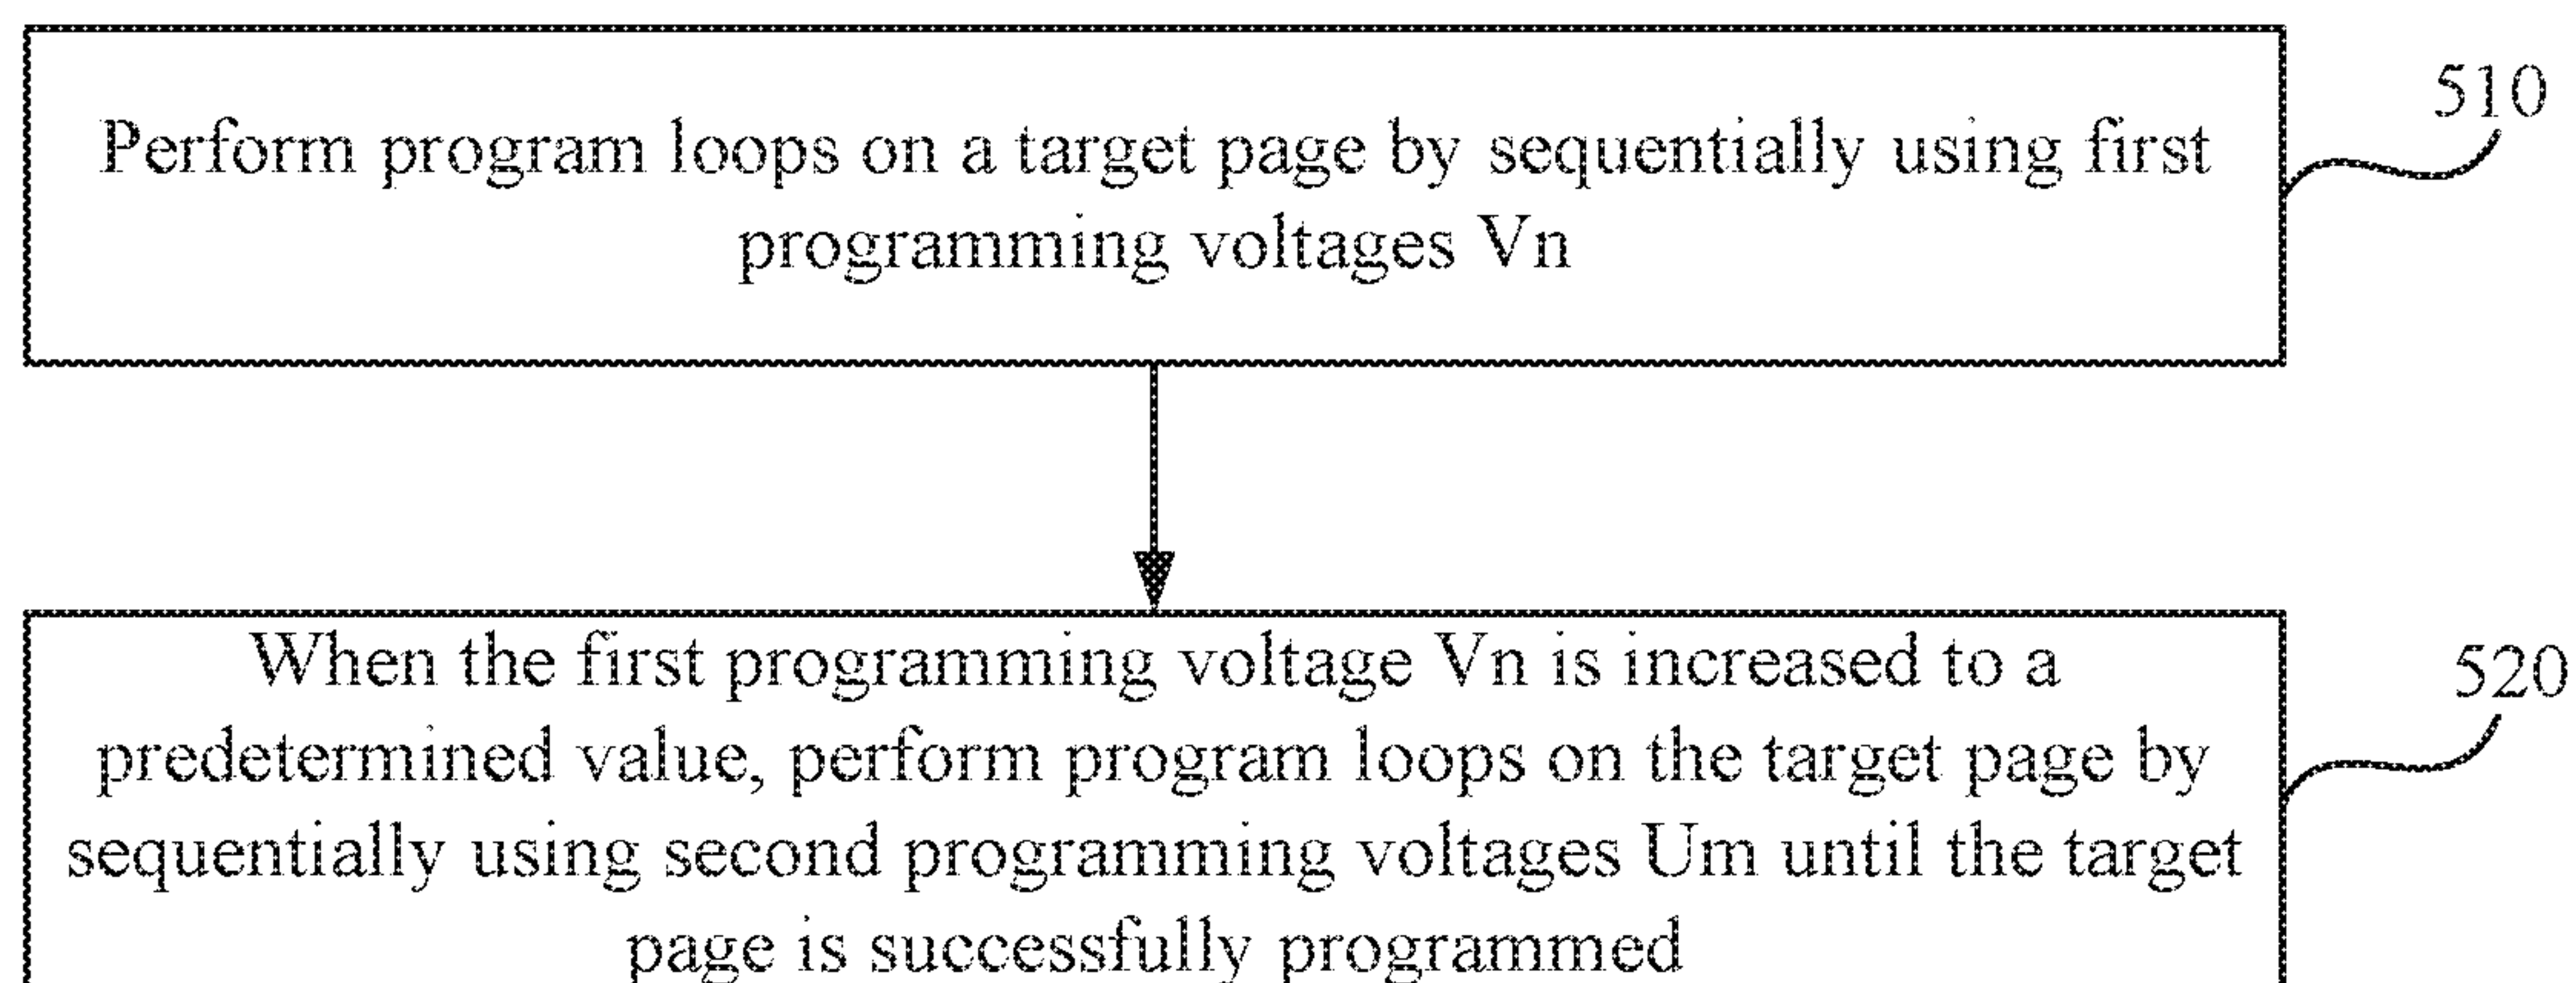 Perform program loops on a target page by sequentially using first
programming voltages Vn
510
When the first programming voltage Vn is increased to a
predetermined value, perform program loops on the target page by
sequentially using second programming voltages Um until the target
page is successfully programmed
520